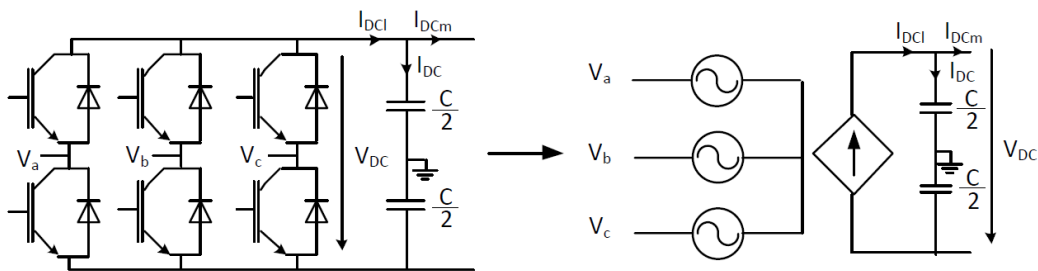 I_DCl I_DCm
I_DC
C/2
V_a V_b V_c V_DC
C/2
I_DCl I_DCm
V_a I_DC
C/2
V_b V_DC
C/2
V_c